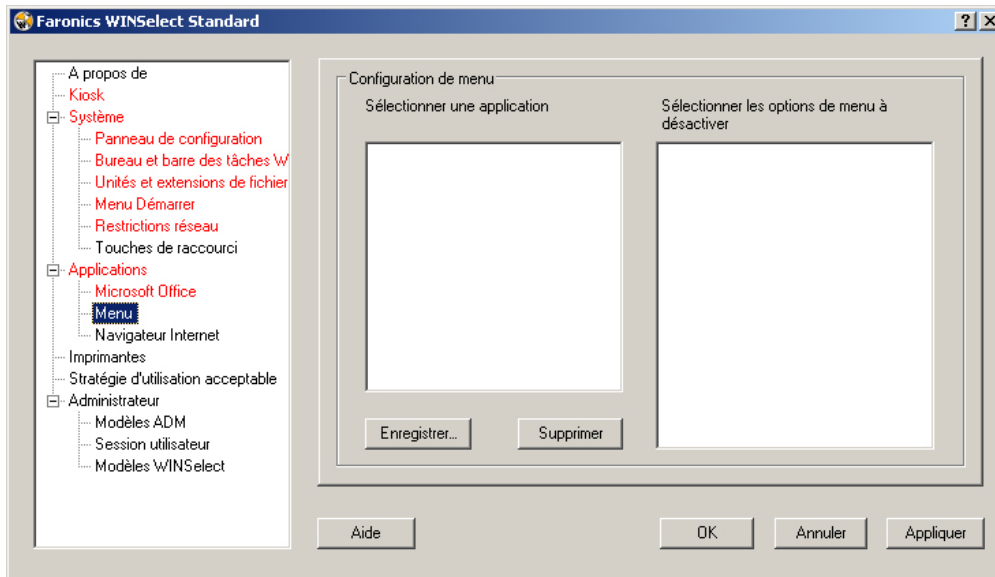 Faronics WINSelect Standard
A propos de
Kiosk
Système
Panneau de configuration
Bureau et barre des tâches W
Unités et extensions de fichier
Menu Démarrer
Restrictions réseau
Touches de raccourci
Applications
Microsoft Office
Menu
Navigateur Internet
Imprimantes
Stratégie d'utilisation acceptable
Administrateur
Modèles ADM
Session utilisateur
Modèles WINSelect
Configuration de menu
Sélectionner une application
Sélectionner les options de menu à
désactiver
Enregistrer...
Supprimer
Aide
OK
Annuler
Appliquer